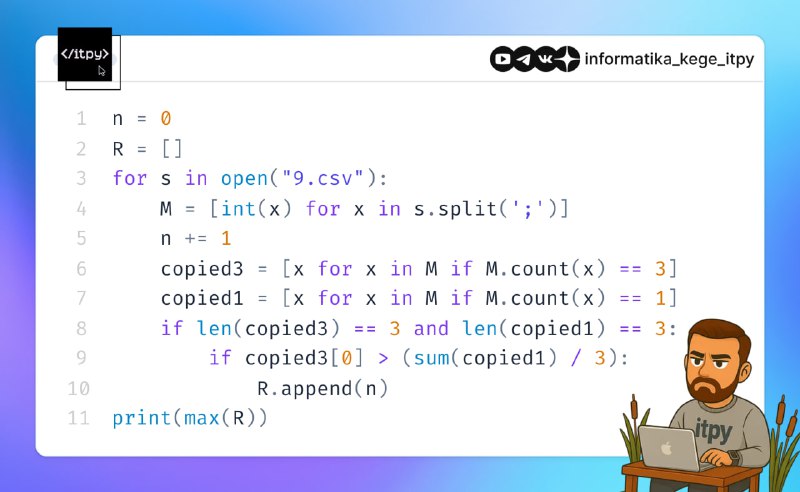 </itpy>
informatika_kege_itpy
1 n = 0
2 R = []
3 for s in open("9.csv"):
4 M = [int(x) for x in s.split(';')]
5 n += 1
6 copied3 = [x for x in M if M.count(x) == 3]
7 copied1 = [x for x in M if M.count(x) == 1]
8 if len(copied3) == 3 and len(copied1) == 3:
9 if copied3[0] > (sum(copied1) / 3):
10 R.append(n)
11 print(max(R))
itpy